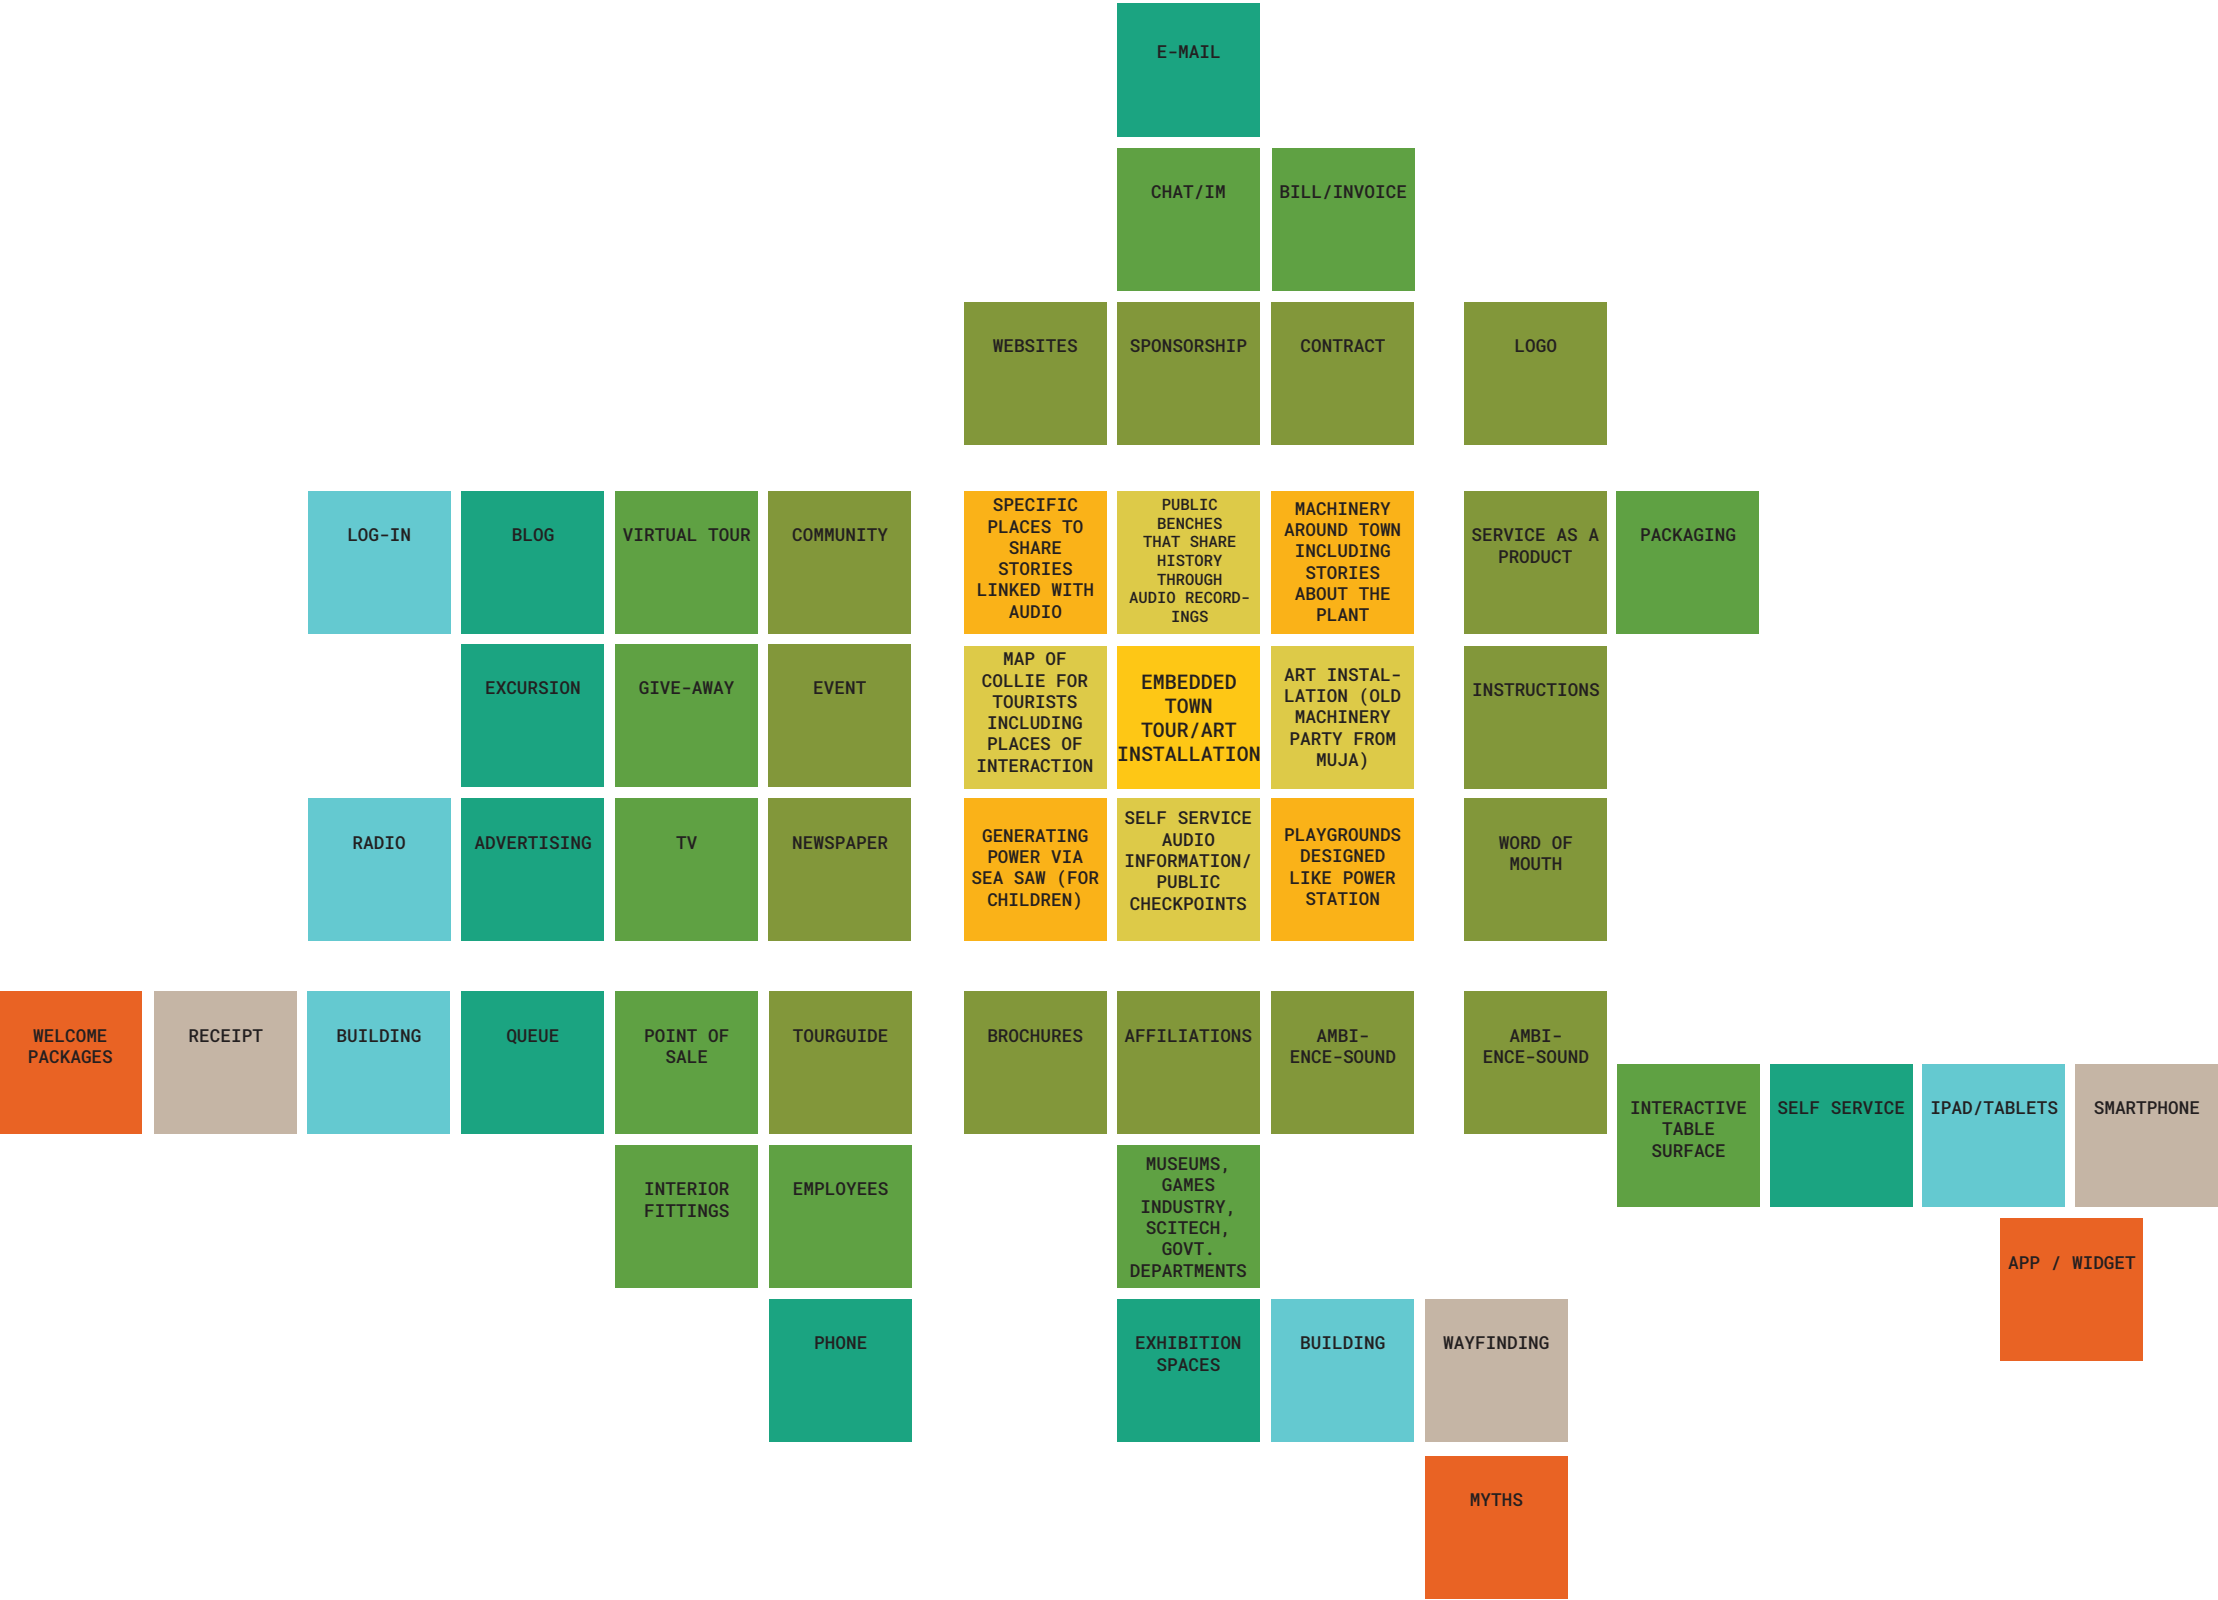 E-MAIL
CHAT/IM
BILL/INVOICE
WEBSITES
SPONSORSHIP
CONTRACT
LOGO
LOG-IN
BLOG
VIRTUAL TOUR
COMMUNITY
SPECIFIC
PLACES TO
SHARE
STORIES
LINKED WITH
AUDIO
PUBLIC
BENCHES
THAT SHARE
HISTORY
THROUGH
AUDIO RECORD-
INGS
MACHINERY
AROUND TOWN
INCLUDING
STORIES
ABOUT THE
PLANT
SERVICE AS A
PRODUCT
PACKAGING
EXCURSION
GIVE-AWAY
EVENT
MAP OF
COLLIE FOR
TOURISTS
INCLUDING
PLACES OF
INTERACTION
EMBEDDED
TOWN
TOUR/ART
INSTALLATION
ART INSTAL-
LATION (OLD
MACHINERY
PARTY FROM
MUJA)
INSTRUCTIONS
RADIO
ADVERTISING
TV
NEWSPAPER
GENERATING
POWER VIA
SEA SAW (FOR
CHILDREN)
SELF SERVICE
AUDIO
INFORMATION/
PUBLIC
CHECKPOINTS
PLAYGROUNDS
DESIGNED
LIKE POWER
STATION
WORD OF
MOUTH
WELCOME
PACKAGES
RECEIPT
BUILDING
QUEUE
POINT OF
SALE
TOURGUIDE
BROCHURES
AFFILIATIONS
AMBI-
ENCE-SOUND
AMBI-
ENCE-SOUND
INTERACTIVE
TABLE
SURFACE
SELF SERVICE
IPAD/TABLETS
SMARTPHONE
INTERIOR
FITTINGS
EMPLOYEES
MUSEUMS,
GAMES
INDUSTRY,
SCITECH,
GOVT.
DEPARTMENTS
APP / WIDGET
PHONE
EXHIBITION
SPACES
BUILDING
WAYFINDING
MYTHS